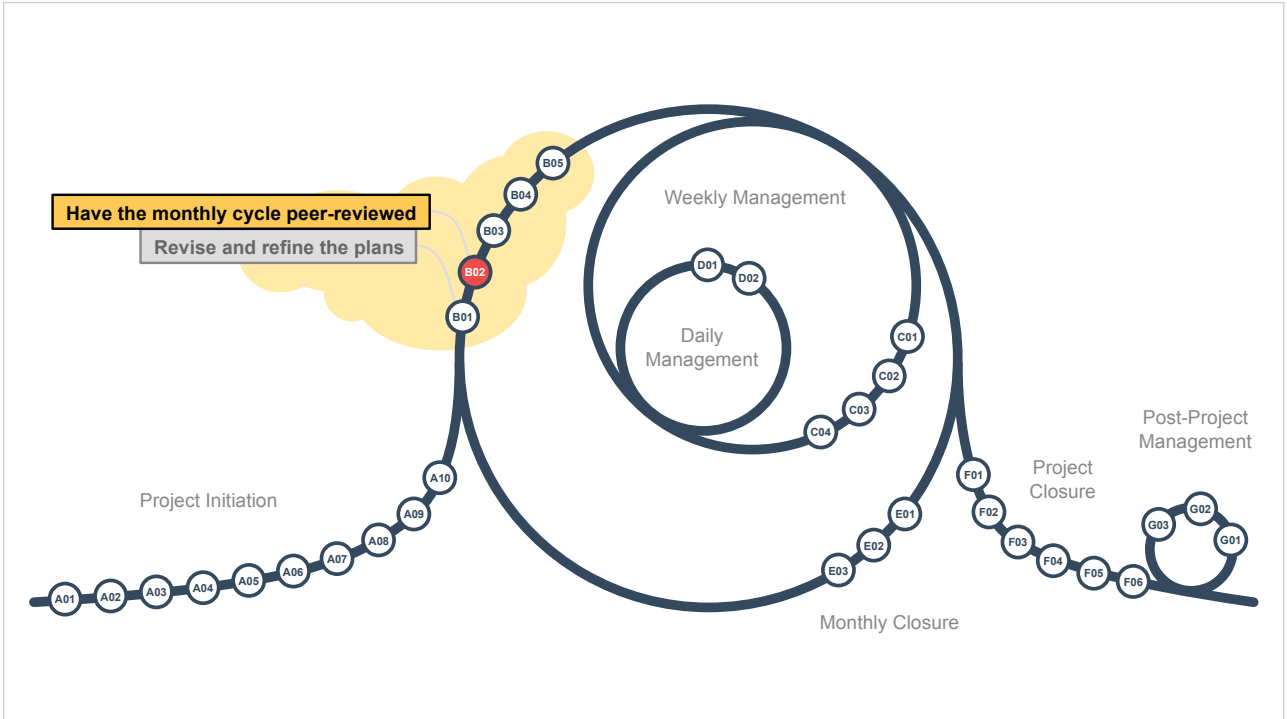 Have the monthly cycle peer-reviewed
Revise and refine the plans
B05
B04
B03
B02
B01
Weekly Management
D01
D02
Daily
Management
C01
C02
C03
C04
Project Initiation
A01
A02
A03
A04
A05
A06
A07
A08
A09
A10
E01
E02
E03
Monthly Closure
Project
Closure
F01
F02
F03
F04
F05
F06
Post-Project
Management
G03
G02
G01